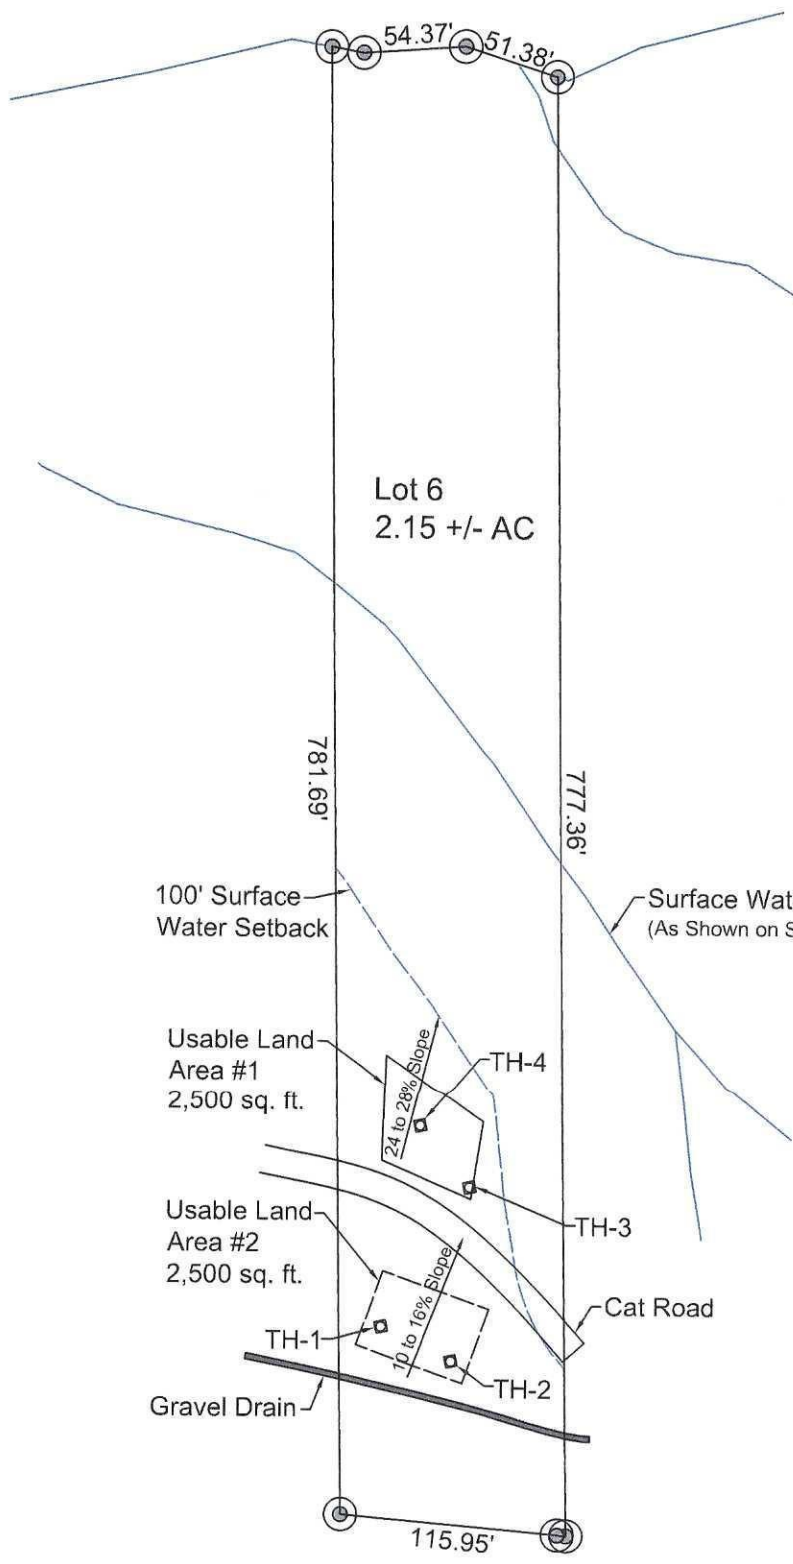 54.37'
51.38'
Lot 6
2.15 +/- AC
781.69'
777.36'
100' Surface
Water Setback
Surface Wat
(As Shown on S
Usable Land
Area #1
2,500 sq. ft.
24 to 28% Slope
TH-4
TH-3
Usable Land
Area #2
2,500 sq. ft.
10 to 16% Slope
Cat Road
TH-1
TH-2
Gravel Drain
115.95'